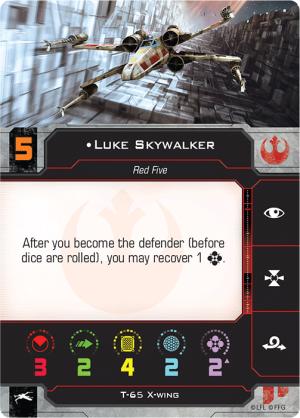 5
• Luke Skywalker
Red Five
After you become the defender (before
dice are rolled), you may recover 1 .
3 2 4 2 2
T-65 X-wing
©LFL ©FFG